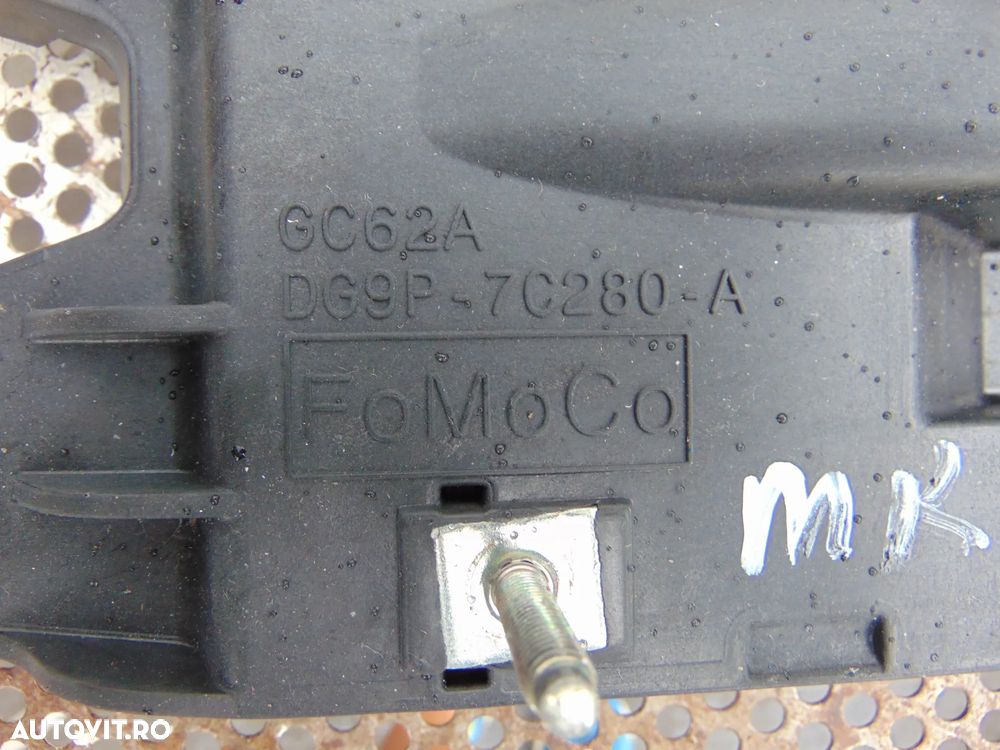 GC62A
DG9P-7C280-A
FoMoCo
MK
AUTOVIT.RO